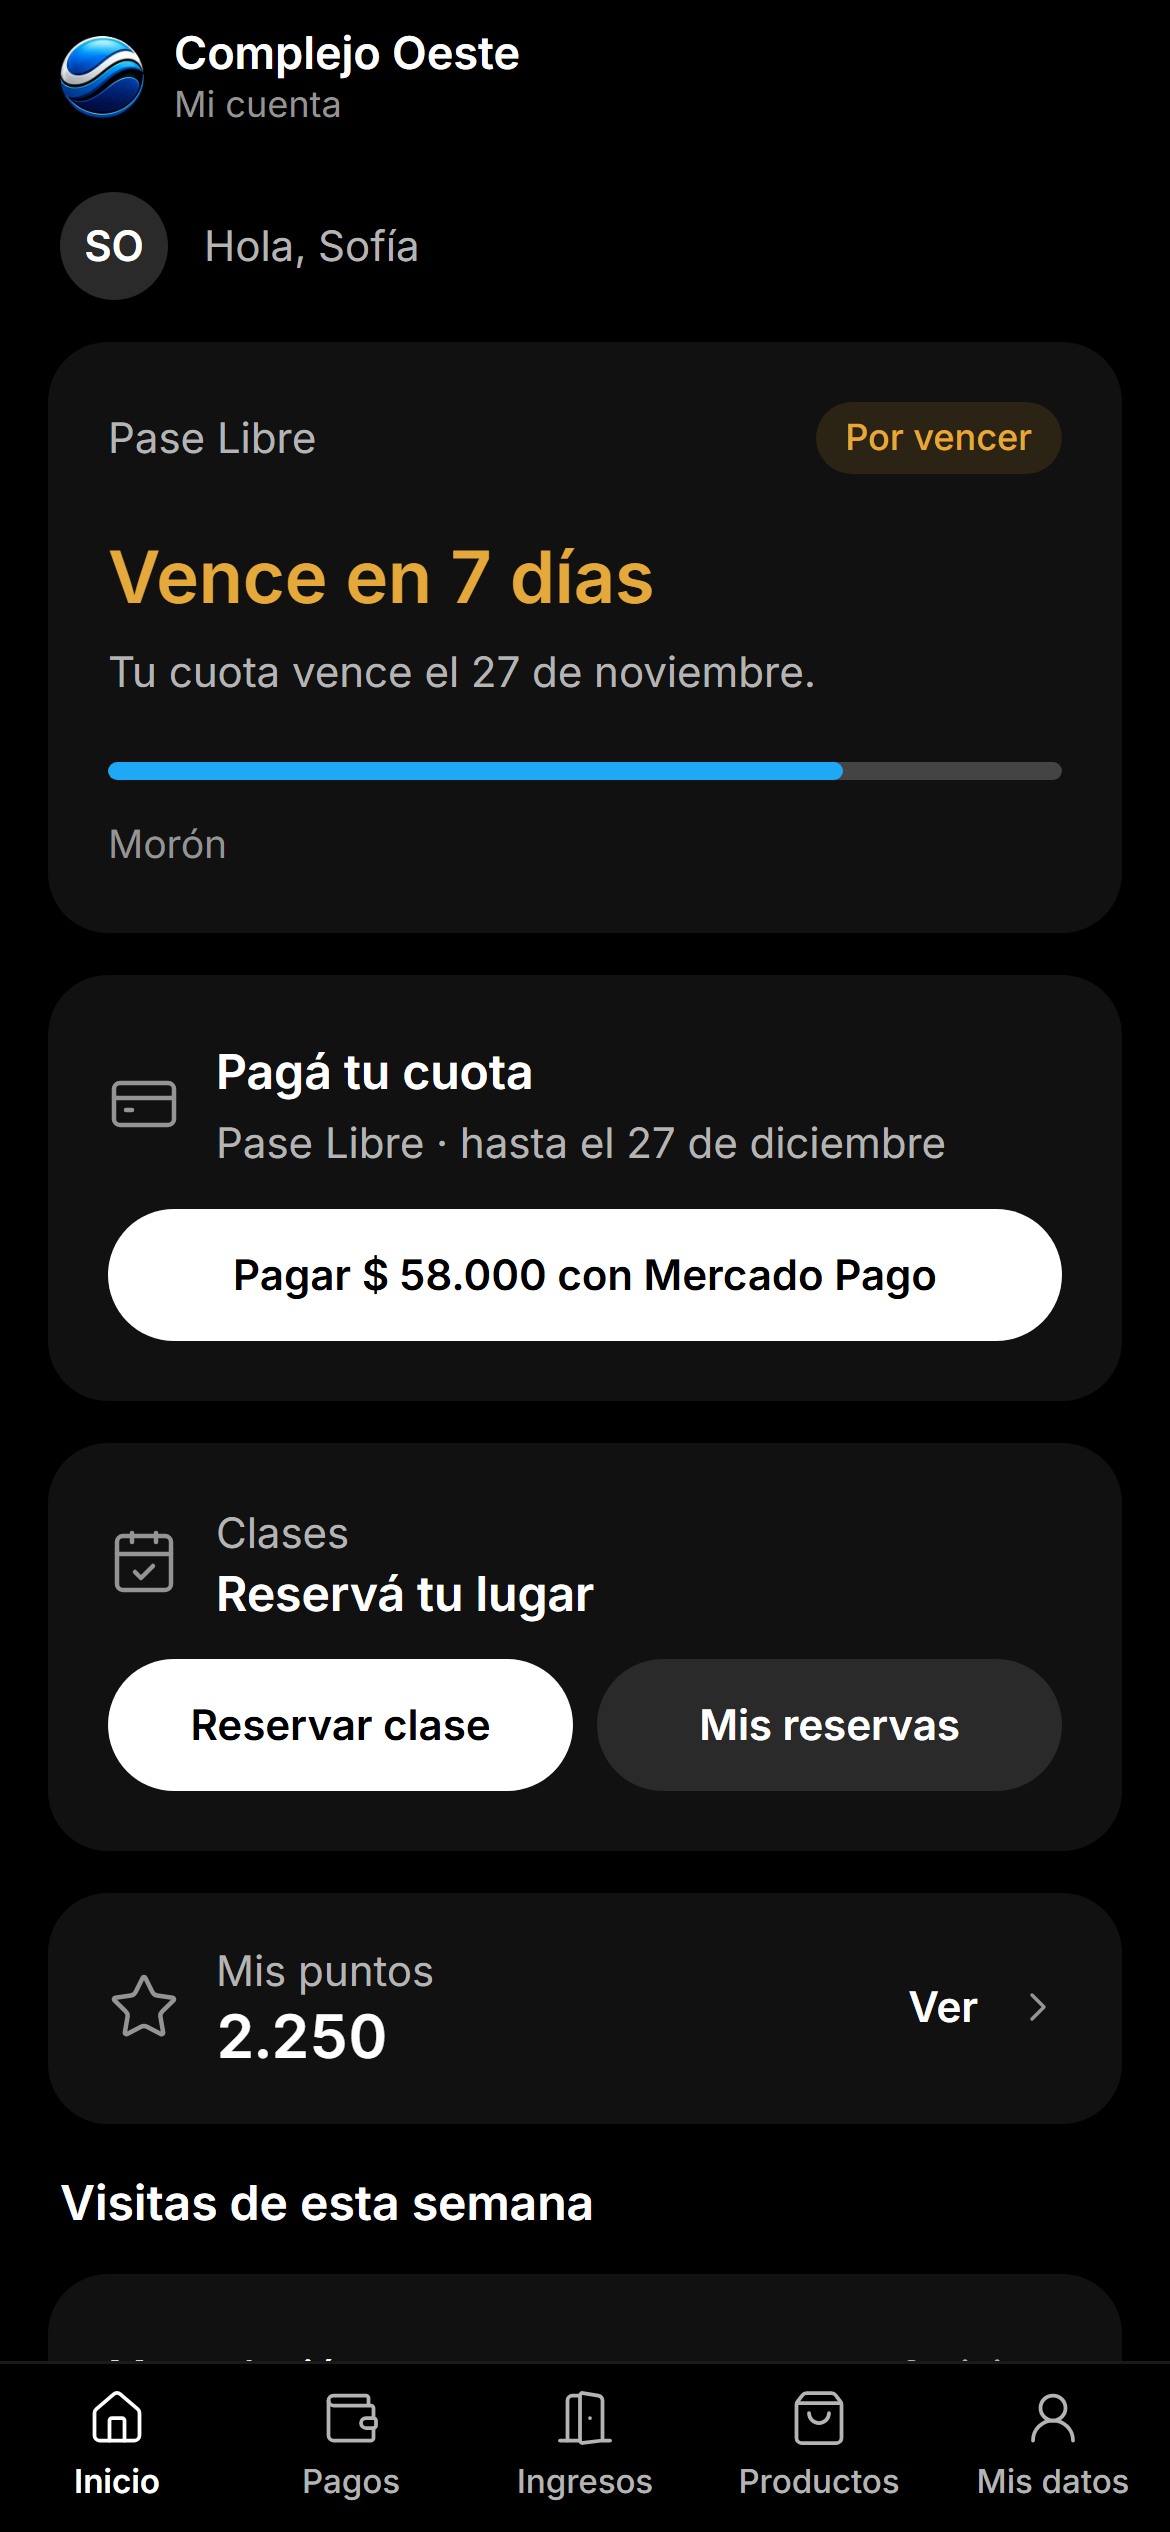 Complejo Oeste
Mi cuenta
SO
Hola, Sofía
Pase Libre
Por vencer
Vence en 7 días
Tu cuota vence el 27 de noviembre.
Morón
Pagá tu cuota
Pase Libre · hasta el 27 de diciembre
Pagar $ 58.000 con Mercado Pago
Clases
Reservá tu lugar
Reservar clase
Mis reservas
Mis puntos
2.250
Ver
Visitas de esta semana
Inicio
Pagos
Ingresos
Productos
Mis datos